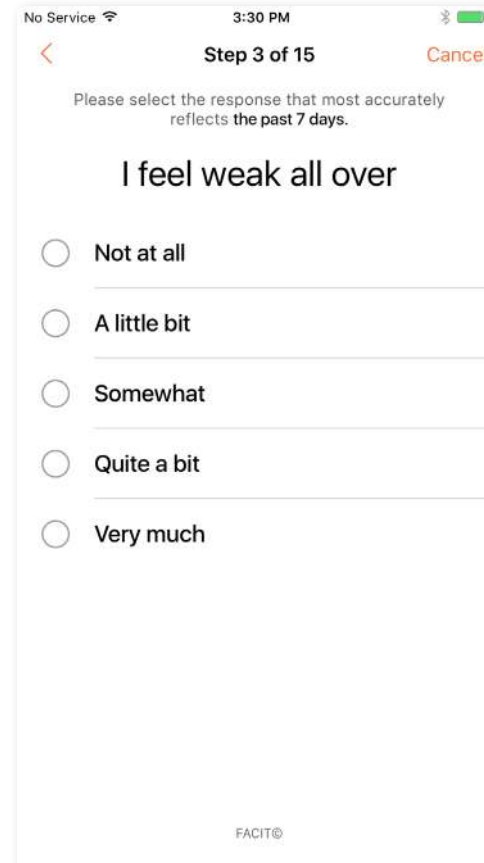 No Service 3:30 PM
Step 3 of 15 Cance
Please select the response that most accurately
reflects the past 7 days.
I feel weak all over
Not at all
A little bit
Somewhat
Quite a bit
Very much
FACIT©